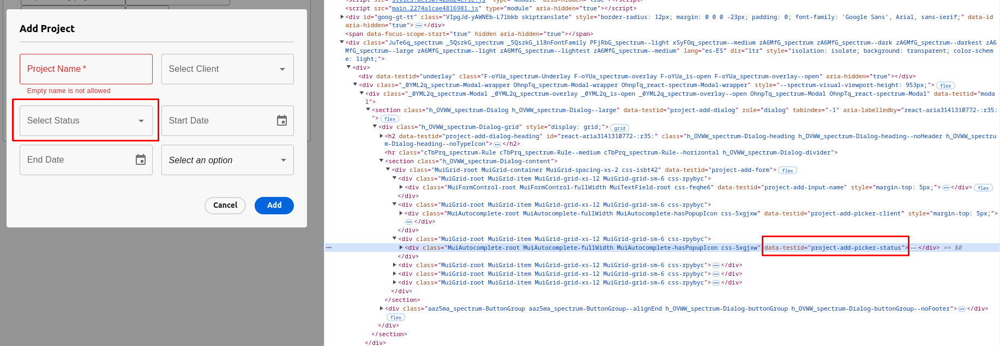 Add Project
Project Name *
Select Client
Empty name is not allowed
Select Status
Start Date
End Date
Select an option
Cancel
Add
<script src="main.2274a1cae4816981.js" type="module" aria-hidden="true"></script>
<div id="goog-gt-tt" class="VIpgJd-yAWNEb-L7lbkb skiptranslate" style="border-radius: 12px; margin: 0 0 0 -23px; padding: 0; font-family: 'Google Sans', Arial, sans-serif;" data-id
aria-hidden="true"> ⋯ </div>
<span data-focus-scope-start="true" hidden aria-hidden="true"></span>
<div class="JuTe6q_spectrum _5QszkG_spectrum _5QszkG_i18nFontFamily PFjRbG_spectrum--light xSyFOq_spectrum--medium zA6MfG_spectrum zA6MfG_spectrum--dark zA6MfG_spectrum--darkest zA6
MfG_spectrum--large zA6MfG_spectrum--light zA6MfG_spectrum--lightest zA6MfG_spectrum--medium" lang="es-ES" dir="ltr" style="isolation: isolate; background: transparent; color-schem
e: light;">
<div>
<div data-testid="underlay" class="F-oYUa_spectrum-Underlay F-oYUa_spectrum-overlay F-oYUa_is-open F-oYUa_spectrum-overlay--open" aria-hidden="true"></div>
<div class="_0YML2q_spectrum-Modal-wrapper OhnpTq_spectrum-Modal-wrapper OhnpTq_react-spectrum-Modal-wrapper" style="--spectrum-visual-viewport-height: 953px;"> flex
<div class="_0YML2q_spectrum-Modal _0YML2q_spectrum-overlay _0YML2q_is-open _0YML2q_spectrum-overlay--open OhnpTq_spectrum-Modal OhnpTq_react-spectrum-Modal" data-testid="moda
l">
<section class="h_OVWW_spectrum-Dialog h_OVWW_spectrum-Dialog--large" data-testid="project-add-dialog" role="dialog" tabindex="-1" aria-labelledby="react-aria3141310772-:r35:
"> flex
<div class="h_OVWW_spectrum-Dialog-grid" style="display: grid;"> grid
<h2 data-testid="project-add-dialog-heading" id="react-aria3141310772-:r35:" class="h_OVWW_spectrum-Dialog-heading h_OVWW_spectrum-Dialog-heading--noHeader h_OVWW_spectru
m-Dialog-heading--noTypeIcon"> ⋯ </h2>
<hr class="cTbPrq_spectrum-Rule cTbPrq_spectrum-Rule--medium cTbPrq_spectrum-Rule--horizontal h_OVWW_spectrum-Dialog-divider">
<section class="h_OVWW_spectrum-Dialog-content">
<div class="MuiGrid-root MuiGrid-container MuiGrid-spacing-xs-2 css-isbt42" data-testid="project-add-form"> flex
<div class="MuiGrid-root MuiGrid-item MuiGrid-grid-xs-12 MuiGrid-grid-sm-6 css-rpybyc">
<div class="MuiFormControl-root MuiFormControl-fullWidth MuiTextField-root css-feqhe6" data-testid="project-add-input-name" style="margin-top: 5px;"> ⋯ </div> flex
</div>
<div class="MuiGrid-root MuiGrid-item MuiGrid-grid-xs-12 MuiGrid-grid-sm-6 css-rpybyc">
<div class="MuiAutocomplete-root MuiAutocomplete-fullWidth MuiAutocomplete-hasPopupIcon css-5xgjxw" data-testid="project-add-picker-client" style="margin-top: 5px;">
⋯ </div>
</div>
<div class="MuiGrid-root MuiGrid-item MuiGrid-grid-xs-12 MuiGrid-grid-sm-6 css-rpybyc">
<div class="MuiAutocomplete-root MuiAutocomplete-fullWidth MuiAutocomplete-hasPopupIcon css-5xgjxw" data-testid="project-add-picker-status"> ⋯ </div> == $0
</div>
<div class="MuiGrid-root MuiGrid-item MuiGrid-grid-xs-12 MuiGrid-grid-sm-6 css-rpybyc"> ⋯ </div>
<div class="MuiGrid-root MuiGrid-item MuiGrid-grid-xs-12 MuiGrid-grid-sm-6 css-rpybyc"> ⋯ </div>
<div class="MuiGrid-root MuiGrid-item MuiGrid-grid-xs-12 MuiGrid-grid-sm-6 css-rpybyc"> ⋯ </div>
</div>
</section>
<div class="aaz5ma_spectrum-ButtonGroup aaz5ma_spectrum-ButtonGroup--alignEnd h_OVWW_spectrum-Dialog-buttonGroup h_OVWW_spectrum-Dialog-buttonGroup--noFooter"> ⋯ </div>
flex
</div>
</section>
</div>